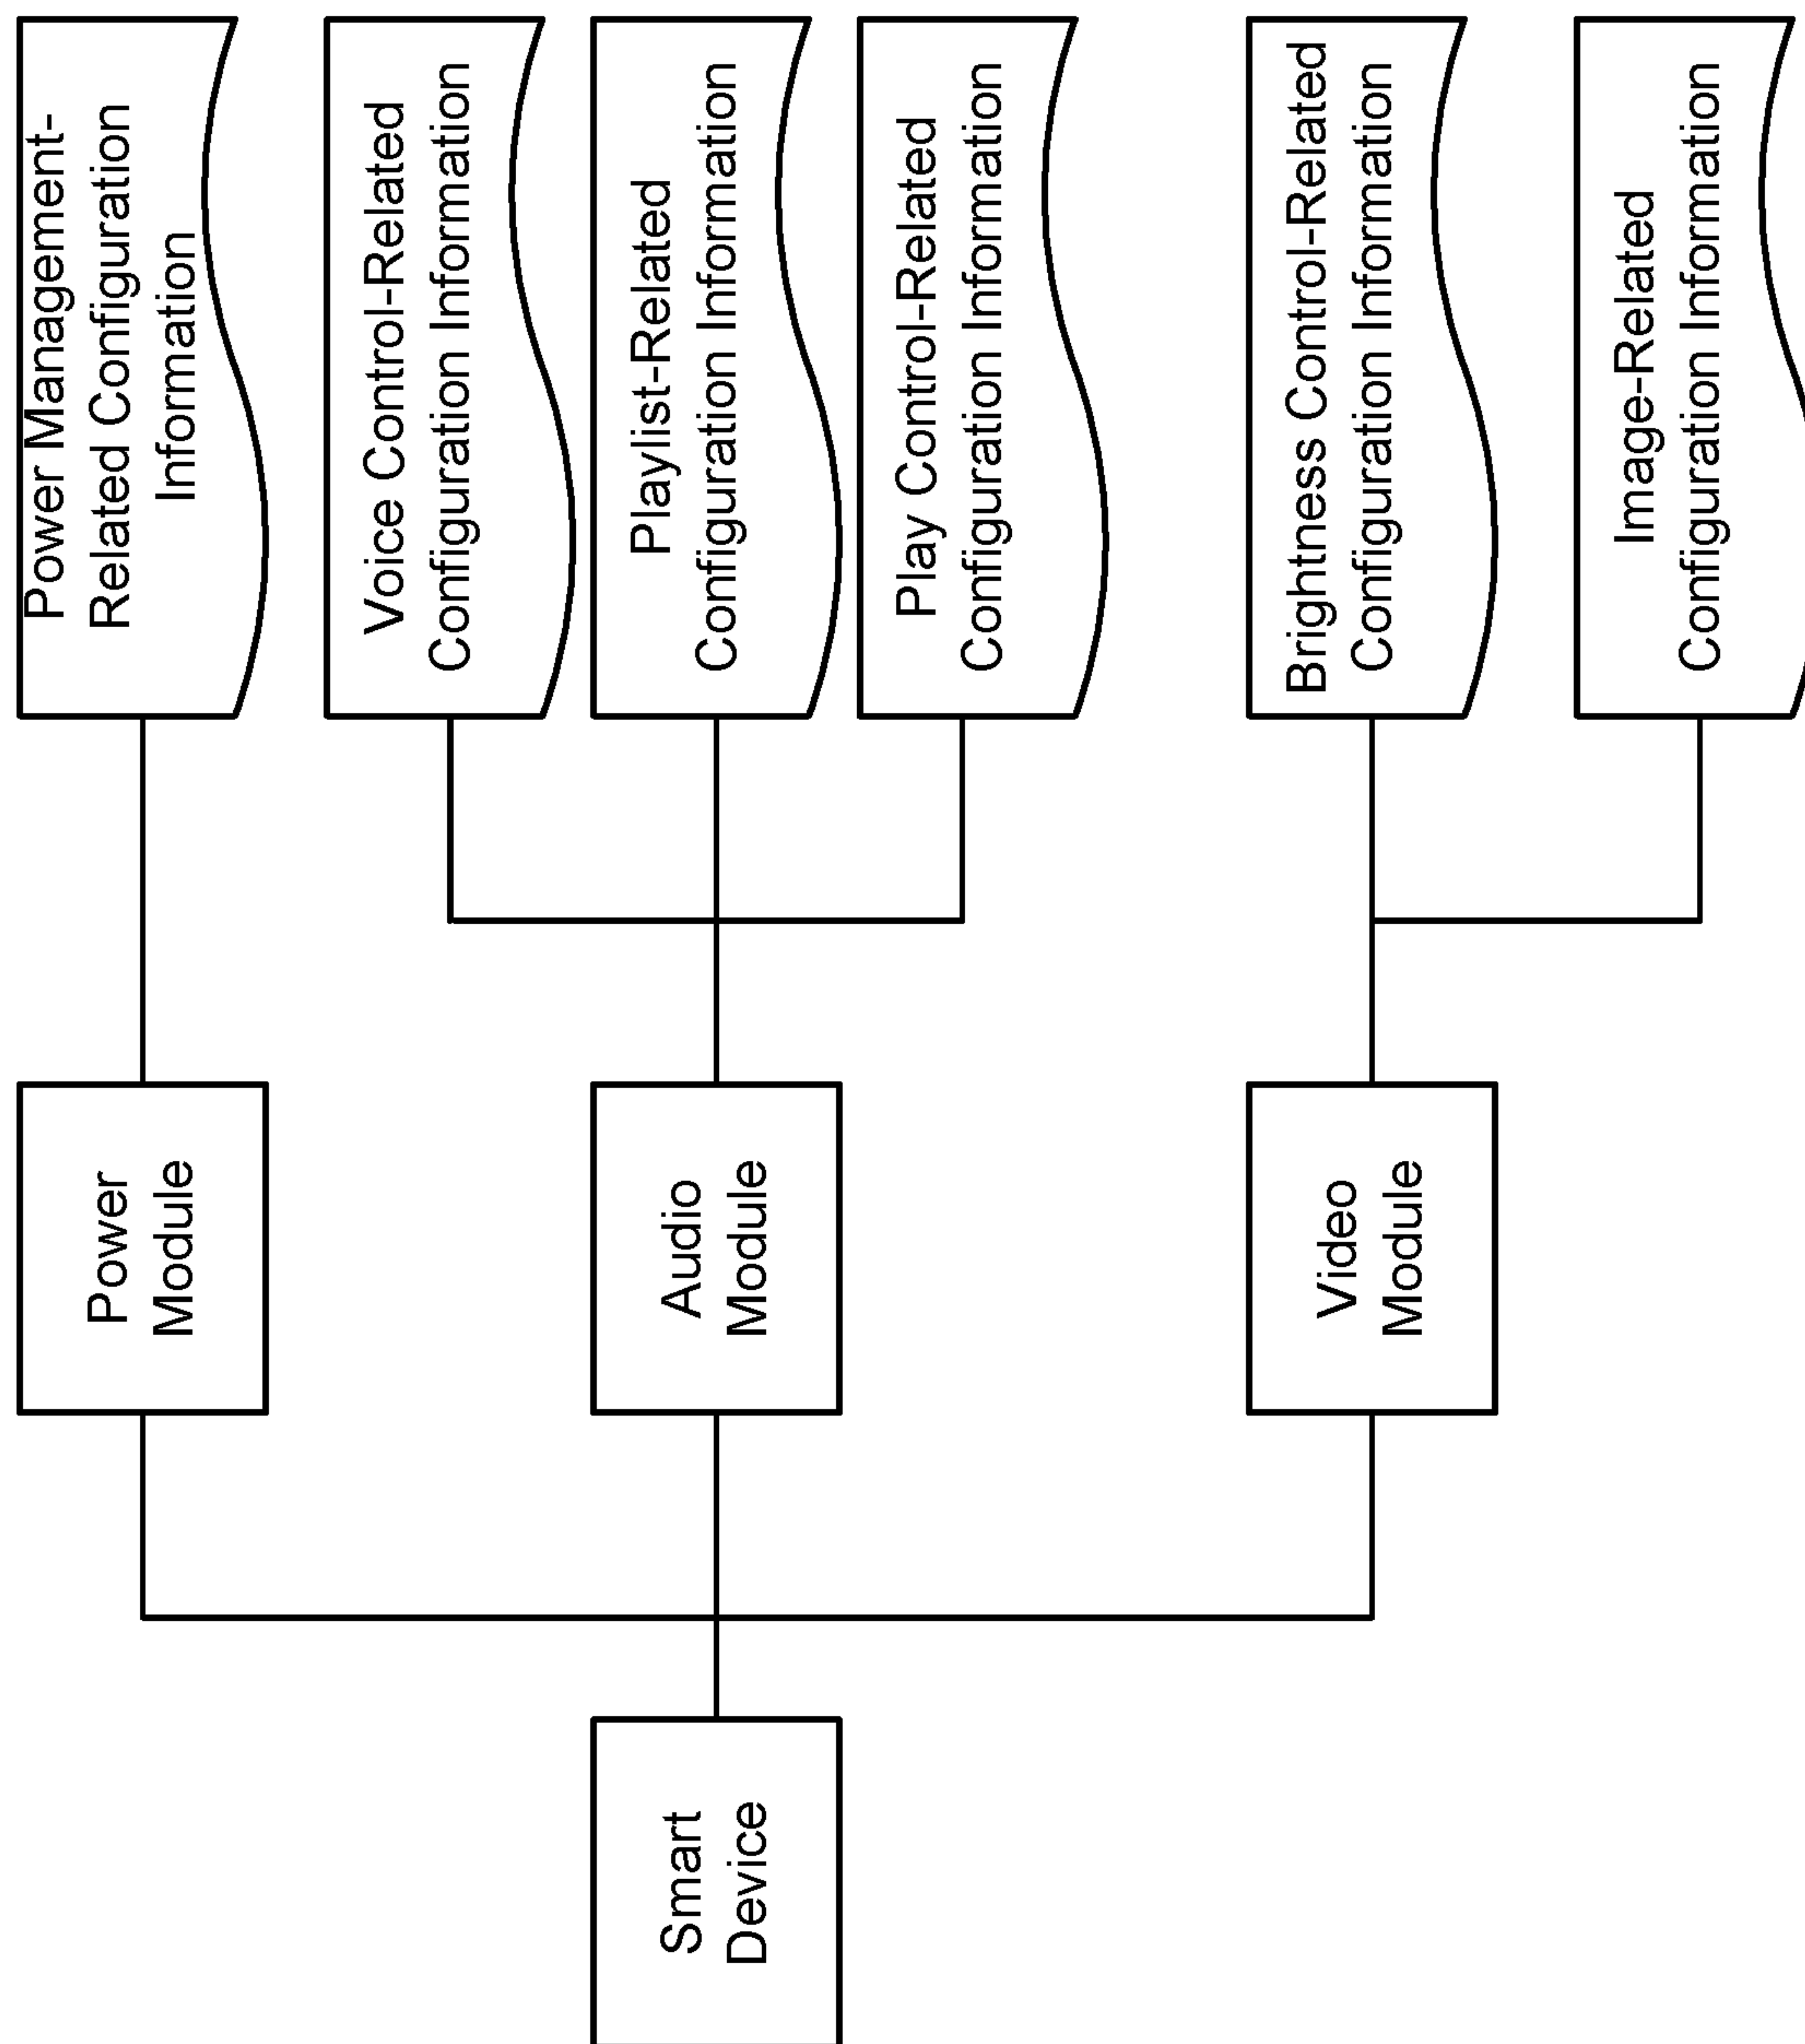 Smart
Device
Power
Module
Audio
Module
Video
Module
Power Management-
Related Configuration
Information
Voice Control-Related
Configuration Information
Playlist-Related
Configuration Information
Play Control-Related
Configuration Information
Brightness Control-Related
Configuration Information
Image-Related
Configuration Information